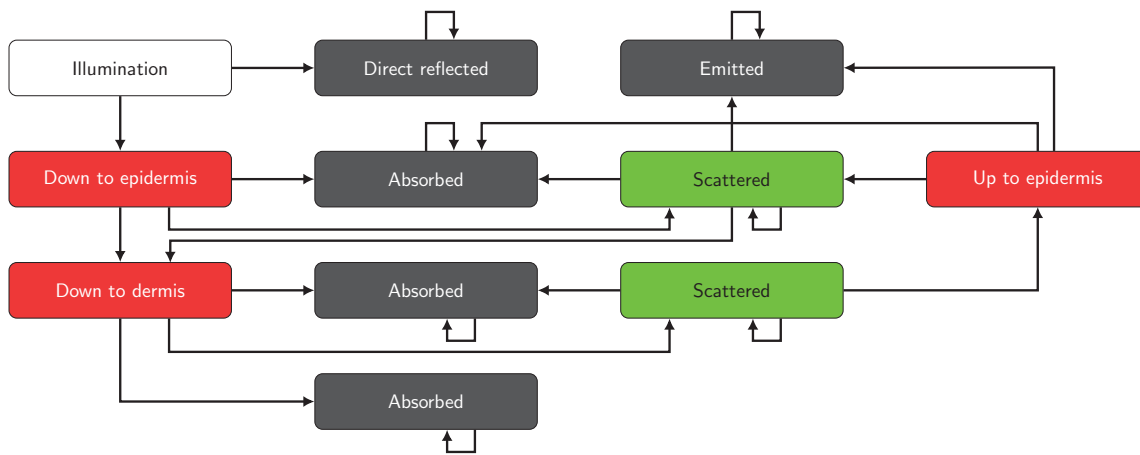 Illumination
Direct reflected
Emitted
Down to epidermis
Absorbed
Scattered
Up to epidermis
Down to dermis
Absorbed
Scattered
Absorbed